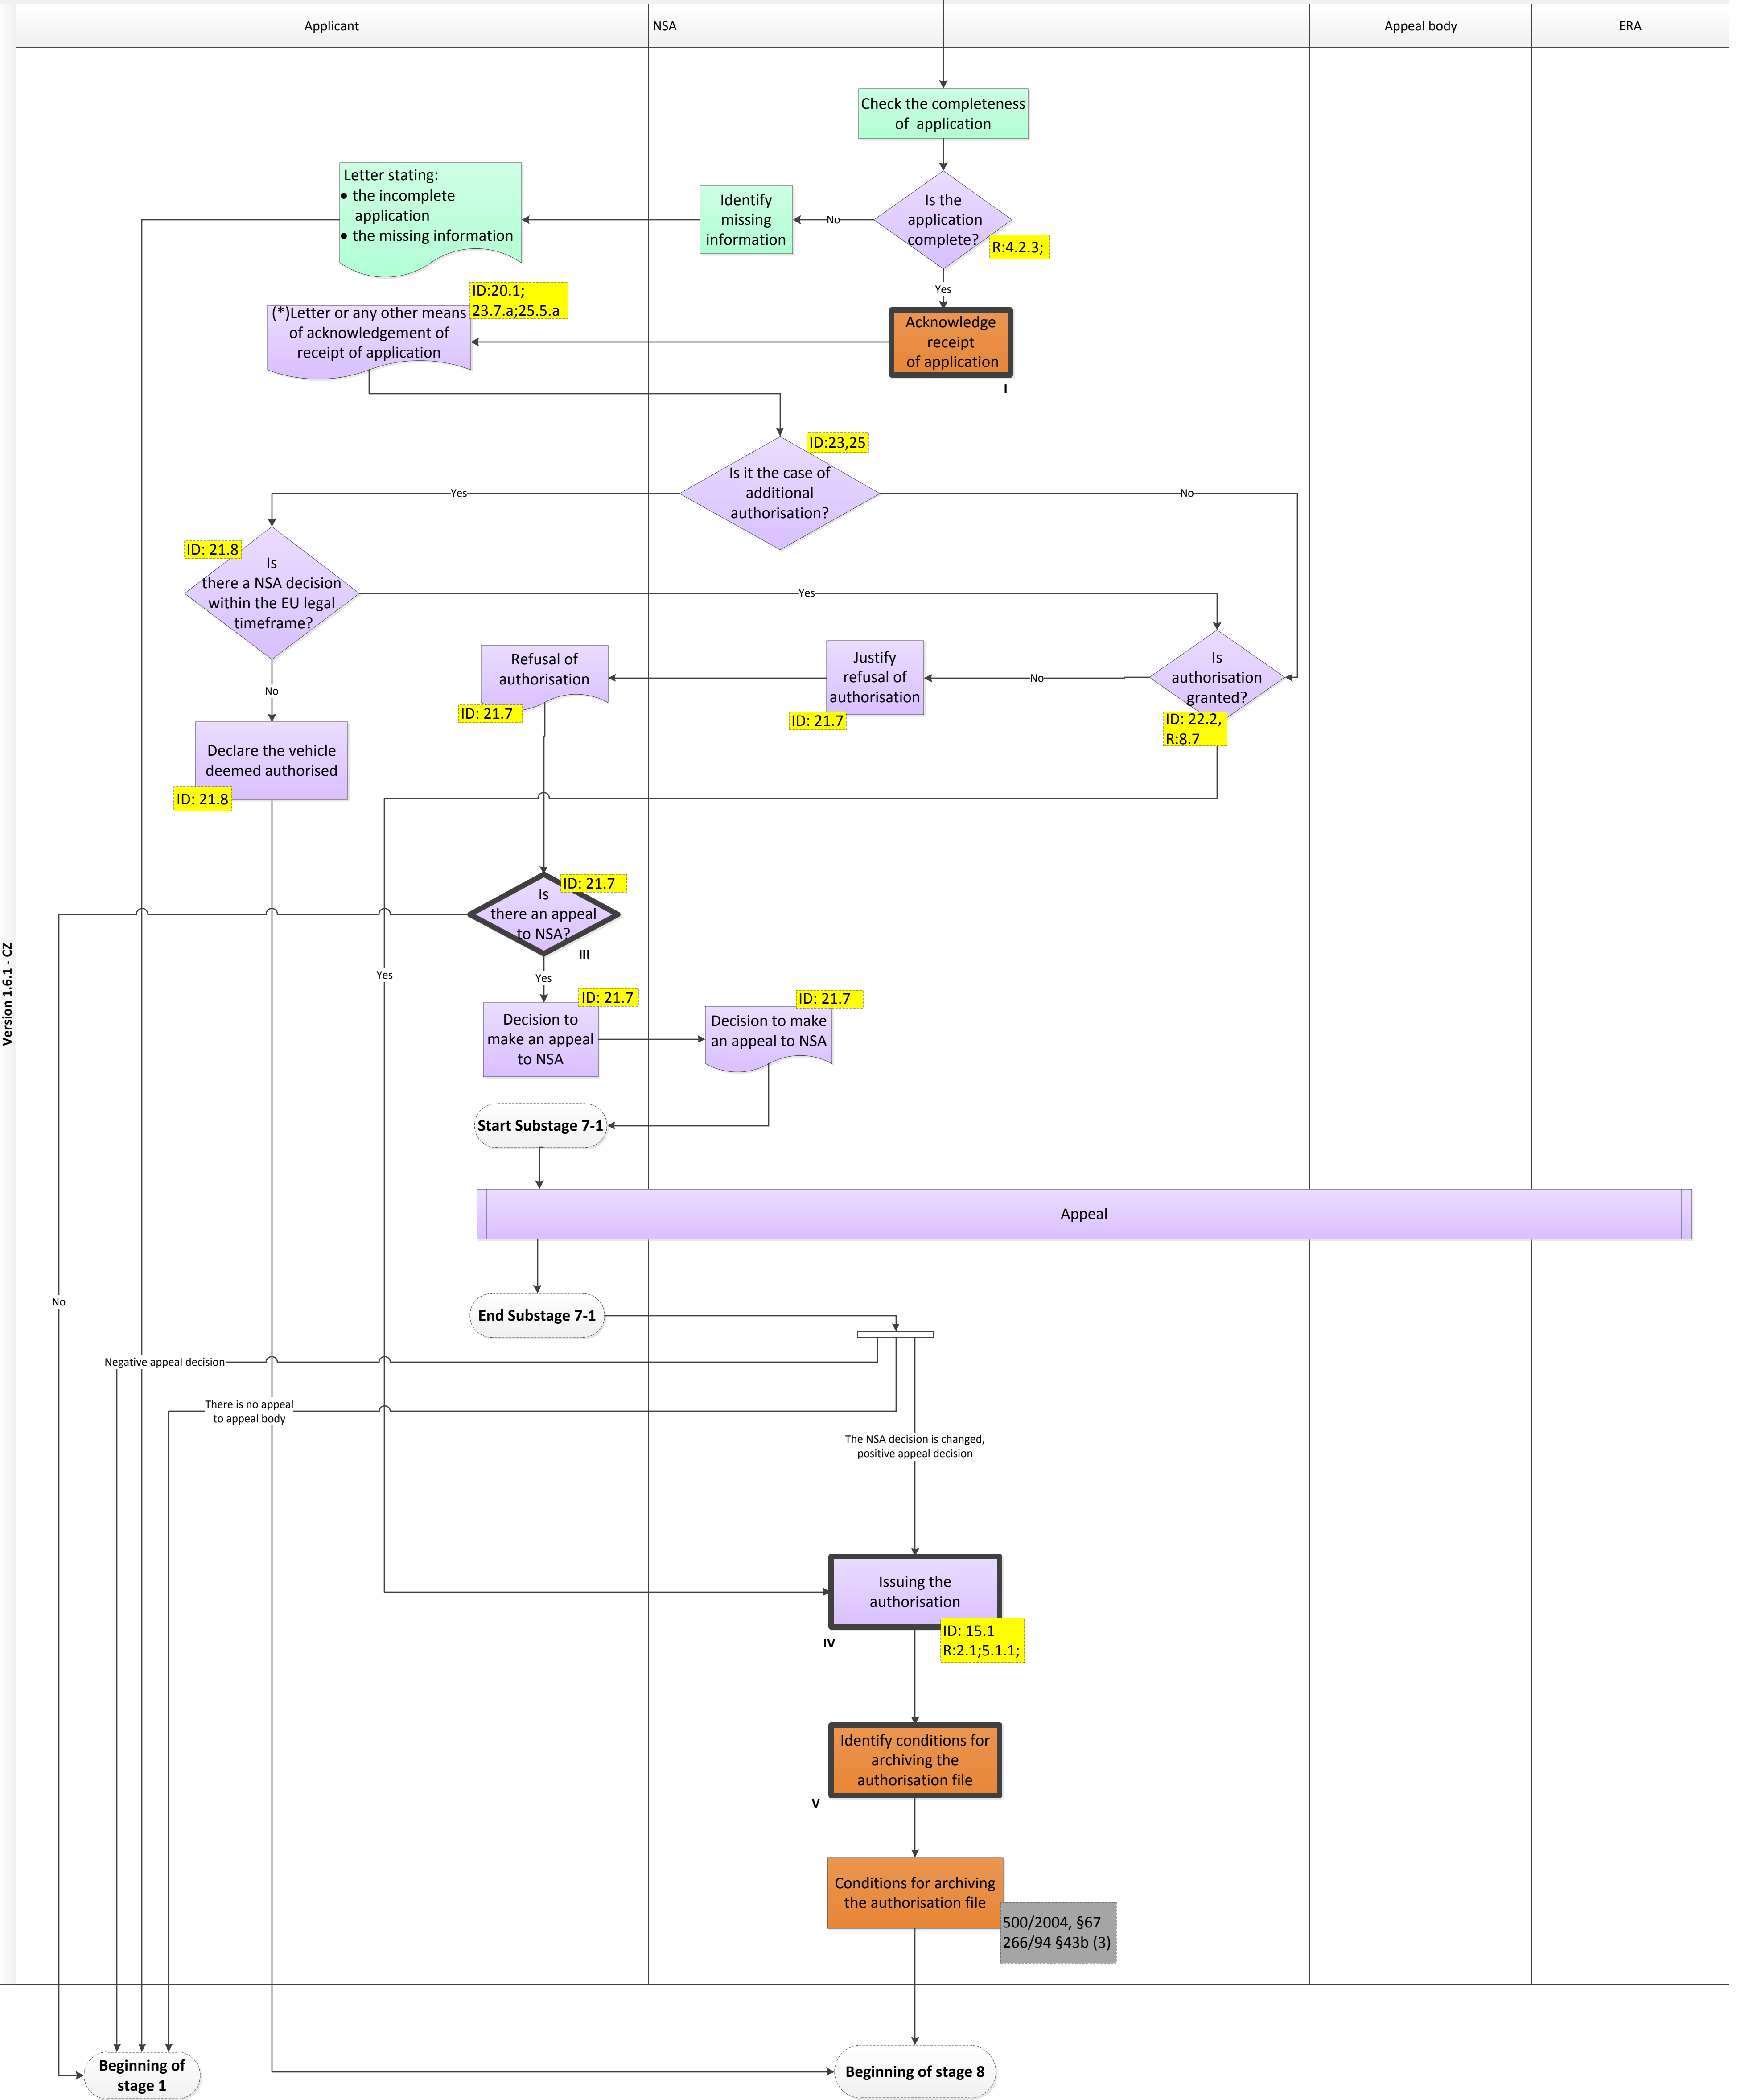 Applicant
NSA
Appeal body
ERA
Version 1.6.1 - CZ
Check the completeness
of application
Is the
application
complete?
R:4.2.3;
No
Identify
missing
information
Letter stating:
• the incomplete
application
• the missing information
Yes
ID:20.1;
23.7.a;25.5.a
(*)Letter or any other means
of acknowledgement of
receipt of application
Acknowledge
receipt
of application
I
ID:23,25
Is it the case of
additional
authorisation?
Yes
No
ID: 21.8
Is
there a NSA decision
within the EU legal
timeframe?
Yes
Is
authorisation
granted?
ID: 22.2,
R:8.7
No
Justify
refusal of
authorisation
ID: 21.7
Refusal of
authorisation
ID: 21.7
No
Declare the vehicle
deemed authorised
ID: 21.8
ID: 21.7
Is
there an appeal
to NSA?
III
Yes
Yes
ID: 21.7
Decision to
make an appeal
to NSA
ID: 21.7
Decision to make
an appeal to NSA
Start Substage 7-1
Appeal
No
End Substage 7-1
Negative appeal decision
There is no appeal
to appeal body
The NSA decision is changed,
positive appeal decision
Issuing the
authorisation
ID: 15.1
R:2.1;5.1.1;
IV
Identify conditions for
archiving the
authorisation file
V
Conditions for archiving
the authorisation file
500/2004, §67
266/94 §43b (3)
Beginning of
stage 1
Beginning of stage 8